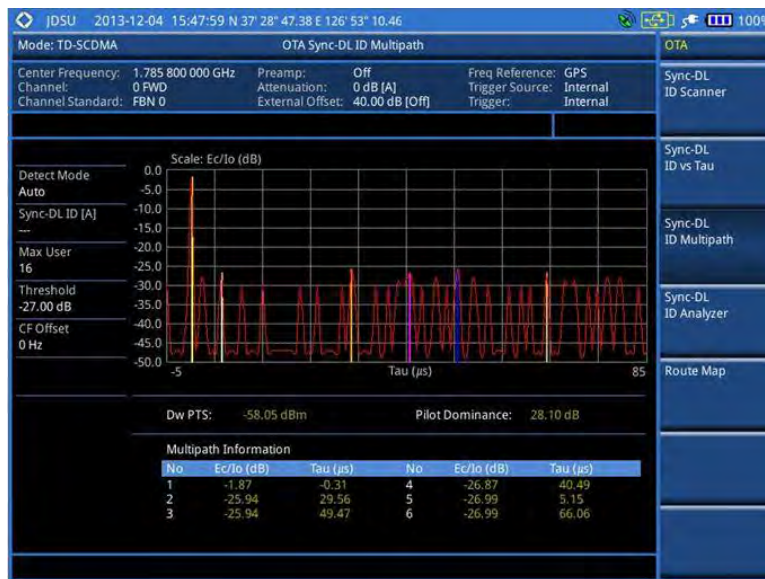 JDSU 2013-12-04 15:47:59 N 37' 28" 47.38 E 126' 53" 10.46 100%
Mode: TD-SCDMA OTA Sync-DL ID Multipath OTA
Center Frequency: 1.785 800 000 GHz Preamp: Off Freq Reference: GPS
Channel: 0 FWD Attenuation: 0 dB [A] Trigger Source: Internal
Channel Standard: FBN 0 External Offset: 40.00 dB [Off] Trigger: Internal
Sync-DL
ID Scanner
Sync-DL
ID vs Tau
Sync-DL
ID Multipath
Sync-DL
ID Analyzer
Route Map
Detect Mode
Auto
Sync-DL ID [A]
---
Max User
16
Threshold
-27.00 dB
CF Offset
0 Hz
Scale: Ec/Io (dB)
0.0
-5.0
-10.0
-15.0
-20.0
-25.0
-30.0
-35.0
-40.0
-45.0
-50.0
-5 Tau (µs) 85
Dw PTS: -58.05 dBm Pilot Dominance: 28.10 dB
Multipath Information
No Ec/Io (dB) Tau (µs) No Ec/Io (dB) Tau (µs)
1 -1.87 -0.31 4 -26.87 40.49
2 -25.94 29.56 5 -26.99 5.15
3 -25.94 49.47 6 -26.99 66.06